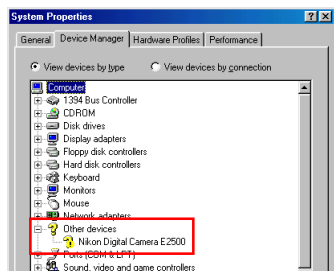 System Properties
General Device Manager Hardware Profiles Performance
View devices by type View devices by connection
Computer
1394 Bus Controller
CDROM
Disk drives
Display adapters
Floppy disk controllers
Hard disk controllers
Keyboard
Monitors
Mouse
Network adapters
Other devices
Nikon Digital Camera E2500
Ports (COM & LPT)
Sound, video and game controllers